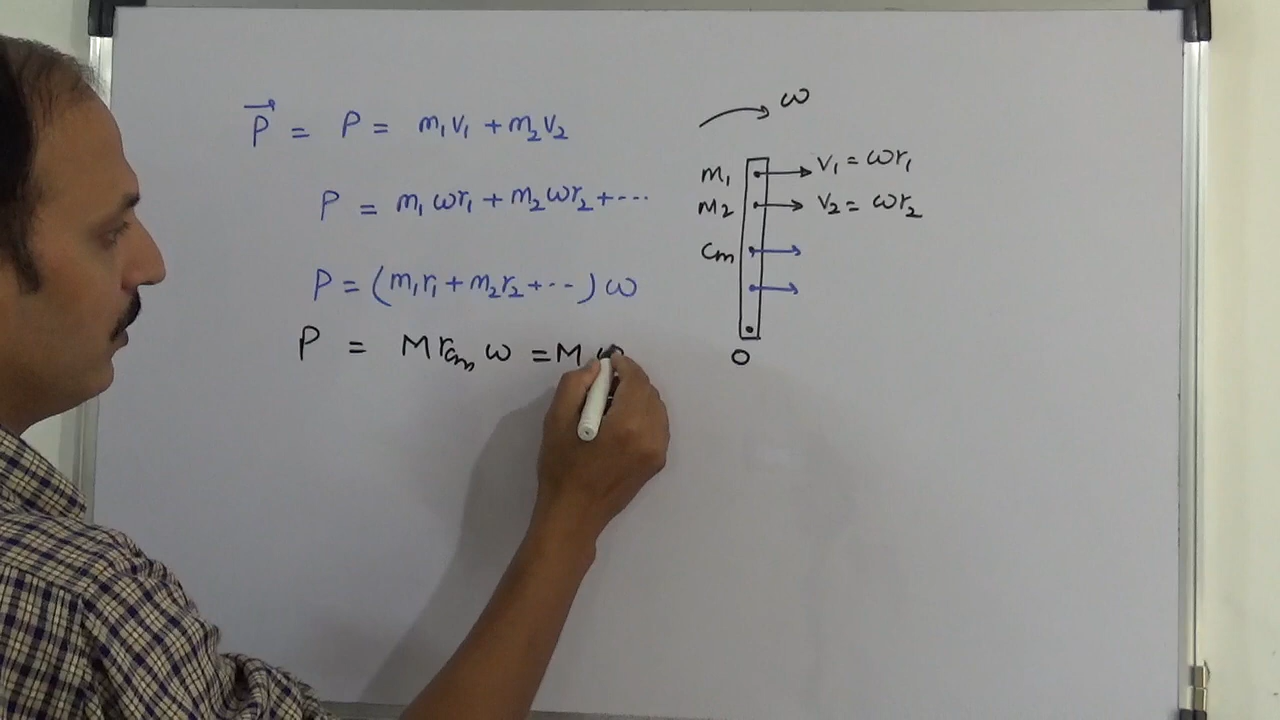 P⃗ = P = m₁v₁ + m₂v₂
P = m₁ωr₁ + m₂ωr₂ + ---
P = (m₁r₁ + m₂r₂ + --- ) ω
P = M r_cm ω = M ω
ω
m₁ v₁ = ωr₁
m₂ v₂ = ωr₂
Cm
O